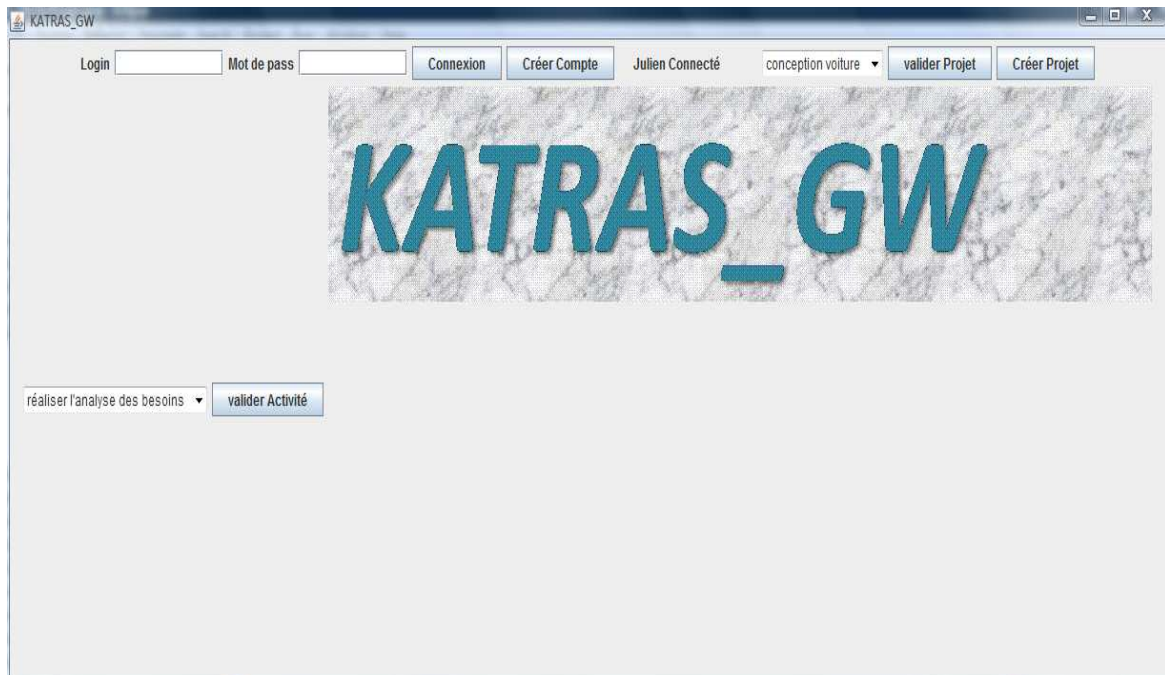 KATRAS_GW
Login Mot de pass Connexion Créer Compte Julien Connecté conception voiture valider Projet Créer Projet
KATRAS_GW
réaliser l'analyse des besoins valider Activité